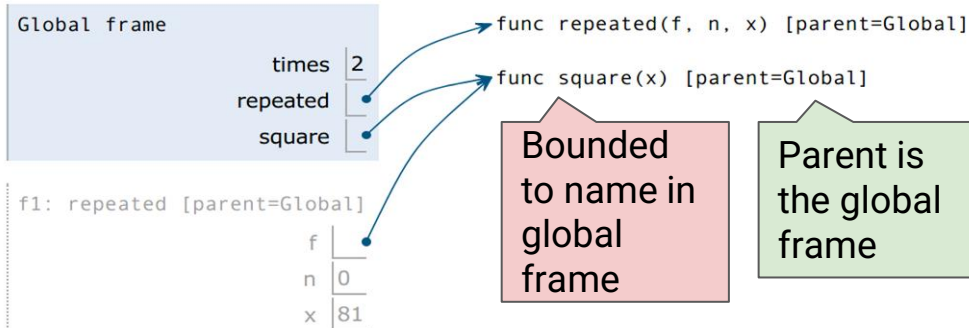 Global frame
times 2
repeated
square
func repeated(f, n, x) [parent=Global]
func square(x) [parent=Global]
Bounded
to name in
global
frame
Parent is
the global
frame
f1: repeated [parent=Global]
f
n 0
x 81